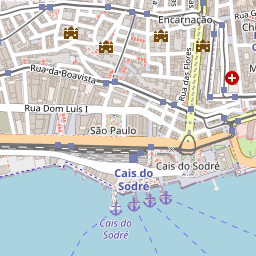 Encarnação
Rua da Boavista
Rua das Flores
Rua Dom Luís I
São Paulo
Cais do Sodré
Cais do
Sodré
Cais do
Sodré